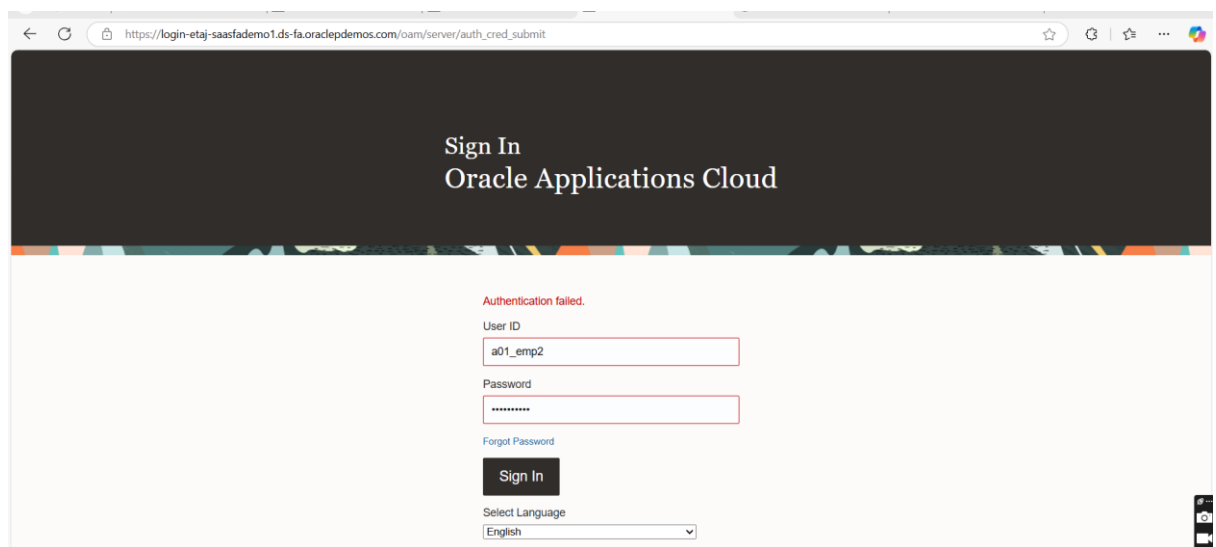 https://login-etaj-saasfademo1.ds-fa.oraclepdemos.com/oam/server/auth_cred_submit
Sign In
Oracle Applications Cloud
Authentication failed.
User ID
a01_emp2
Password
••••••••••
Forgot Password
Sign In
Select Language
English